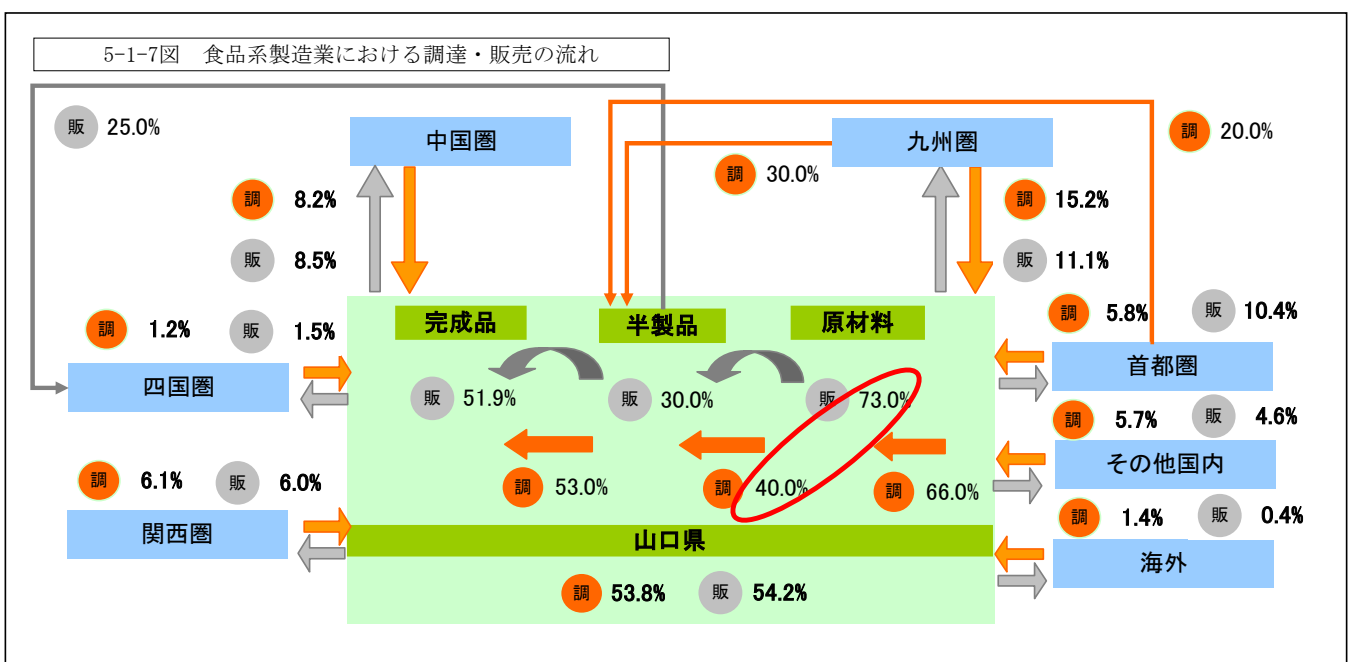 5-1-7図 食品系製造業における調達・販売の流れ
販 25.0%
中国圏
九州圏
調 20.0%
調 30.0%
調 8.2%
販 8.5%
調 15.2%
販 11.1%
調 1.2% 販 1.5%
四国圏
調 6.1% 販 6.0%
関西圏
完成品 半製品 原材料
販 51.9% 販 30.0% 販 73.0%
調 53.0% 調 40.0% 調 66.0%
山口県
調 53.8% 販 54.2%
調 5.8% 販 10.4%
首都圏
調 5.7% 販 4.6%
その他国内
調 1.4% 販 0.4%
海外